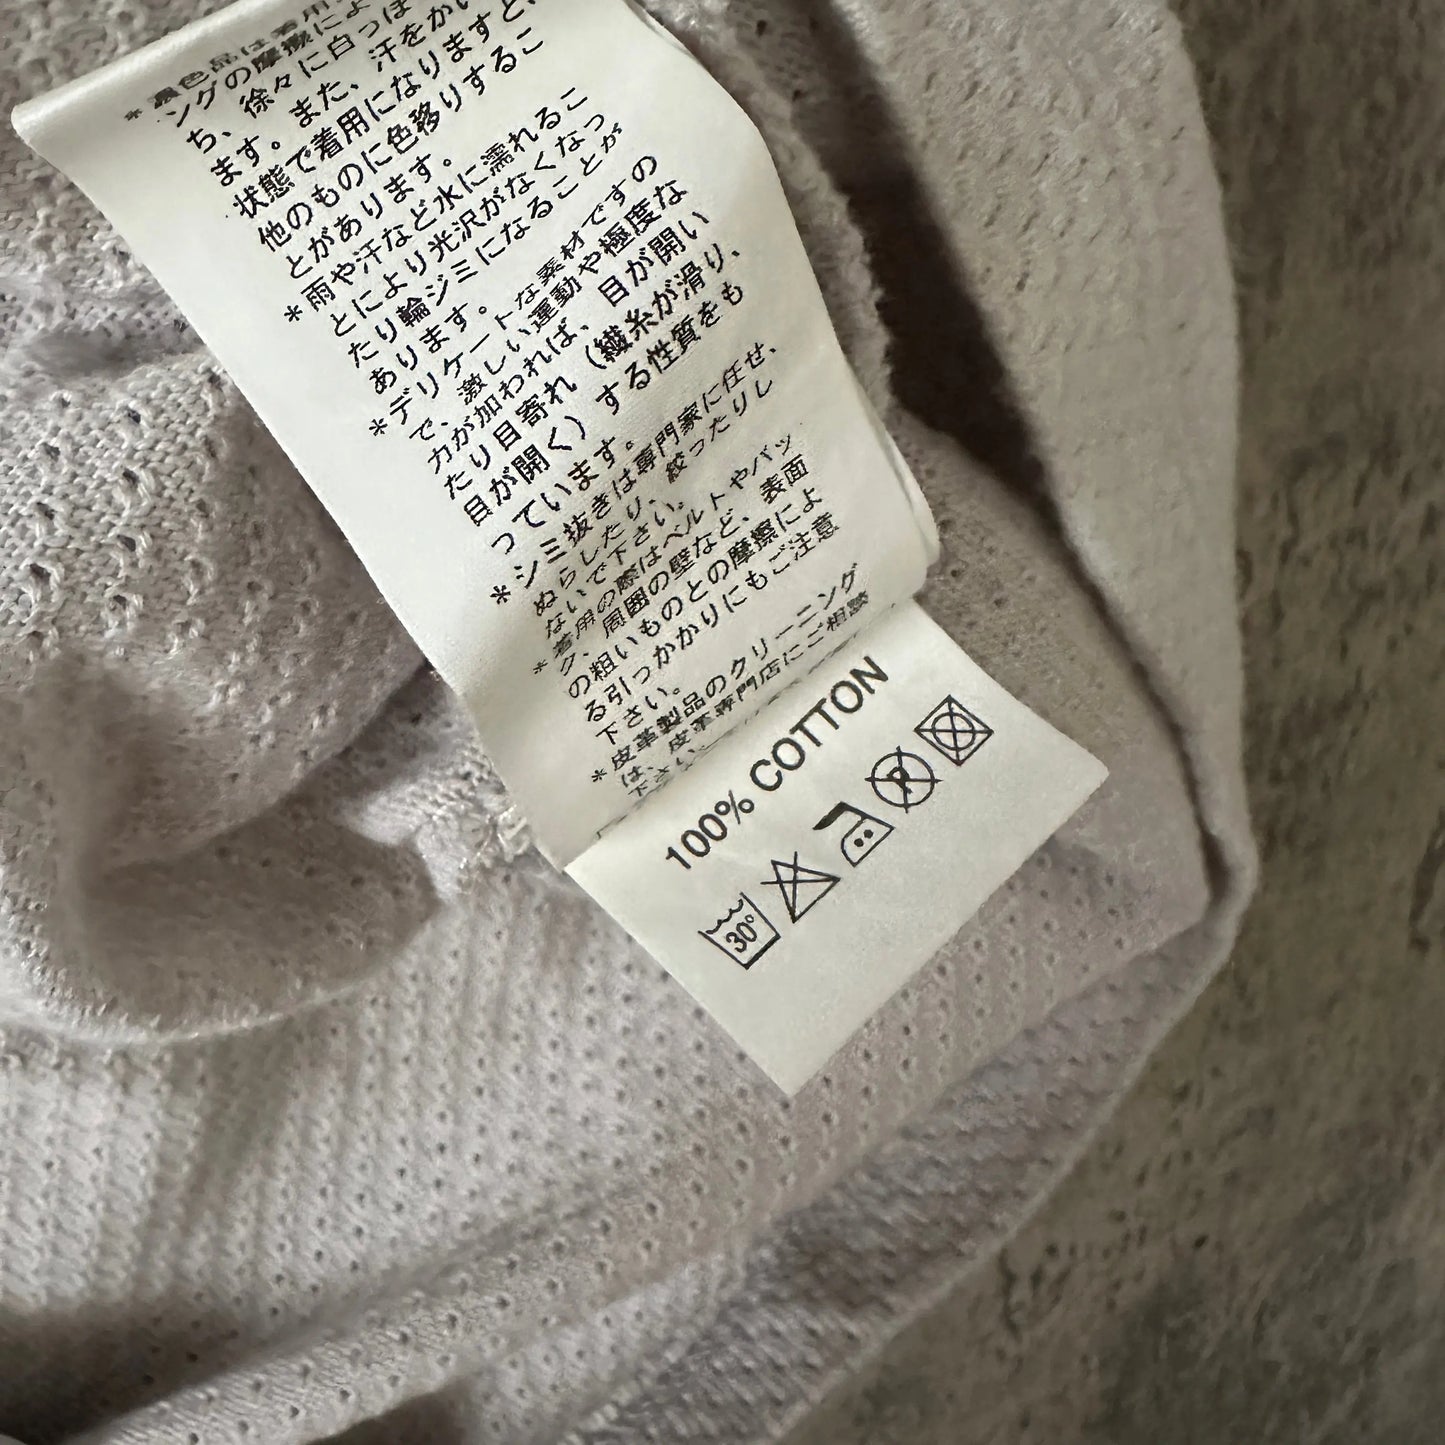 *濃色品は着用
ングの摩擦によ
ち、徐々に白っぽ
ます。また、汗をかい
状態で着用になりますと、
他のものに色移りするこ
とがあります。
*雨や汗など水に濡れるこ
とにより光沢がなくなっ
たり輪ジミになることが
あります。
*デリケートな素材ですの
で、激しい運動や極度な
力が加われば、目が開い
たり目寄れ（繊糸が滑り、
目が開く）する性質をも
っています。
*シミ抜きは専門家に任せ、
ぬらしたり、絞ったりし
ないで下さい。
*着用の際はベルトやバッ
グ、周囲の壁など、表面
の粗いものとの摩擦によ
る引っかかりにもご注意
下さい。
*皮革製品のクリーニング
は、皮革専門店にご相談
下さい。
100% COTTON
30°
P